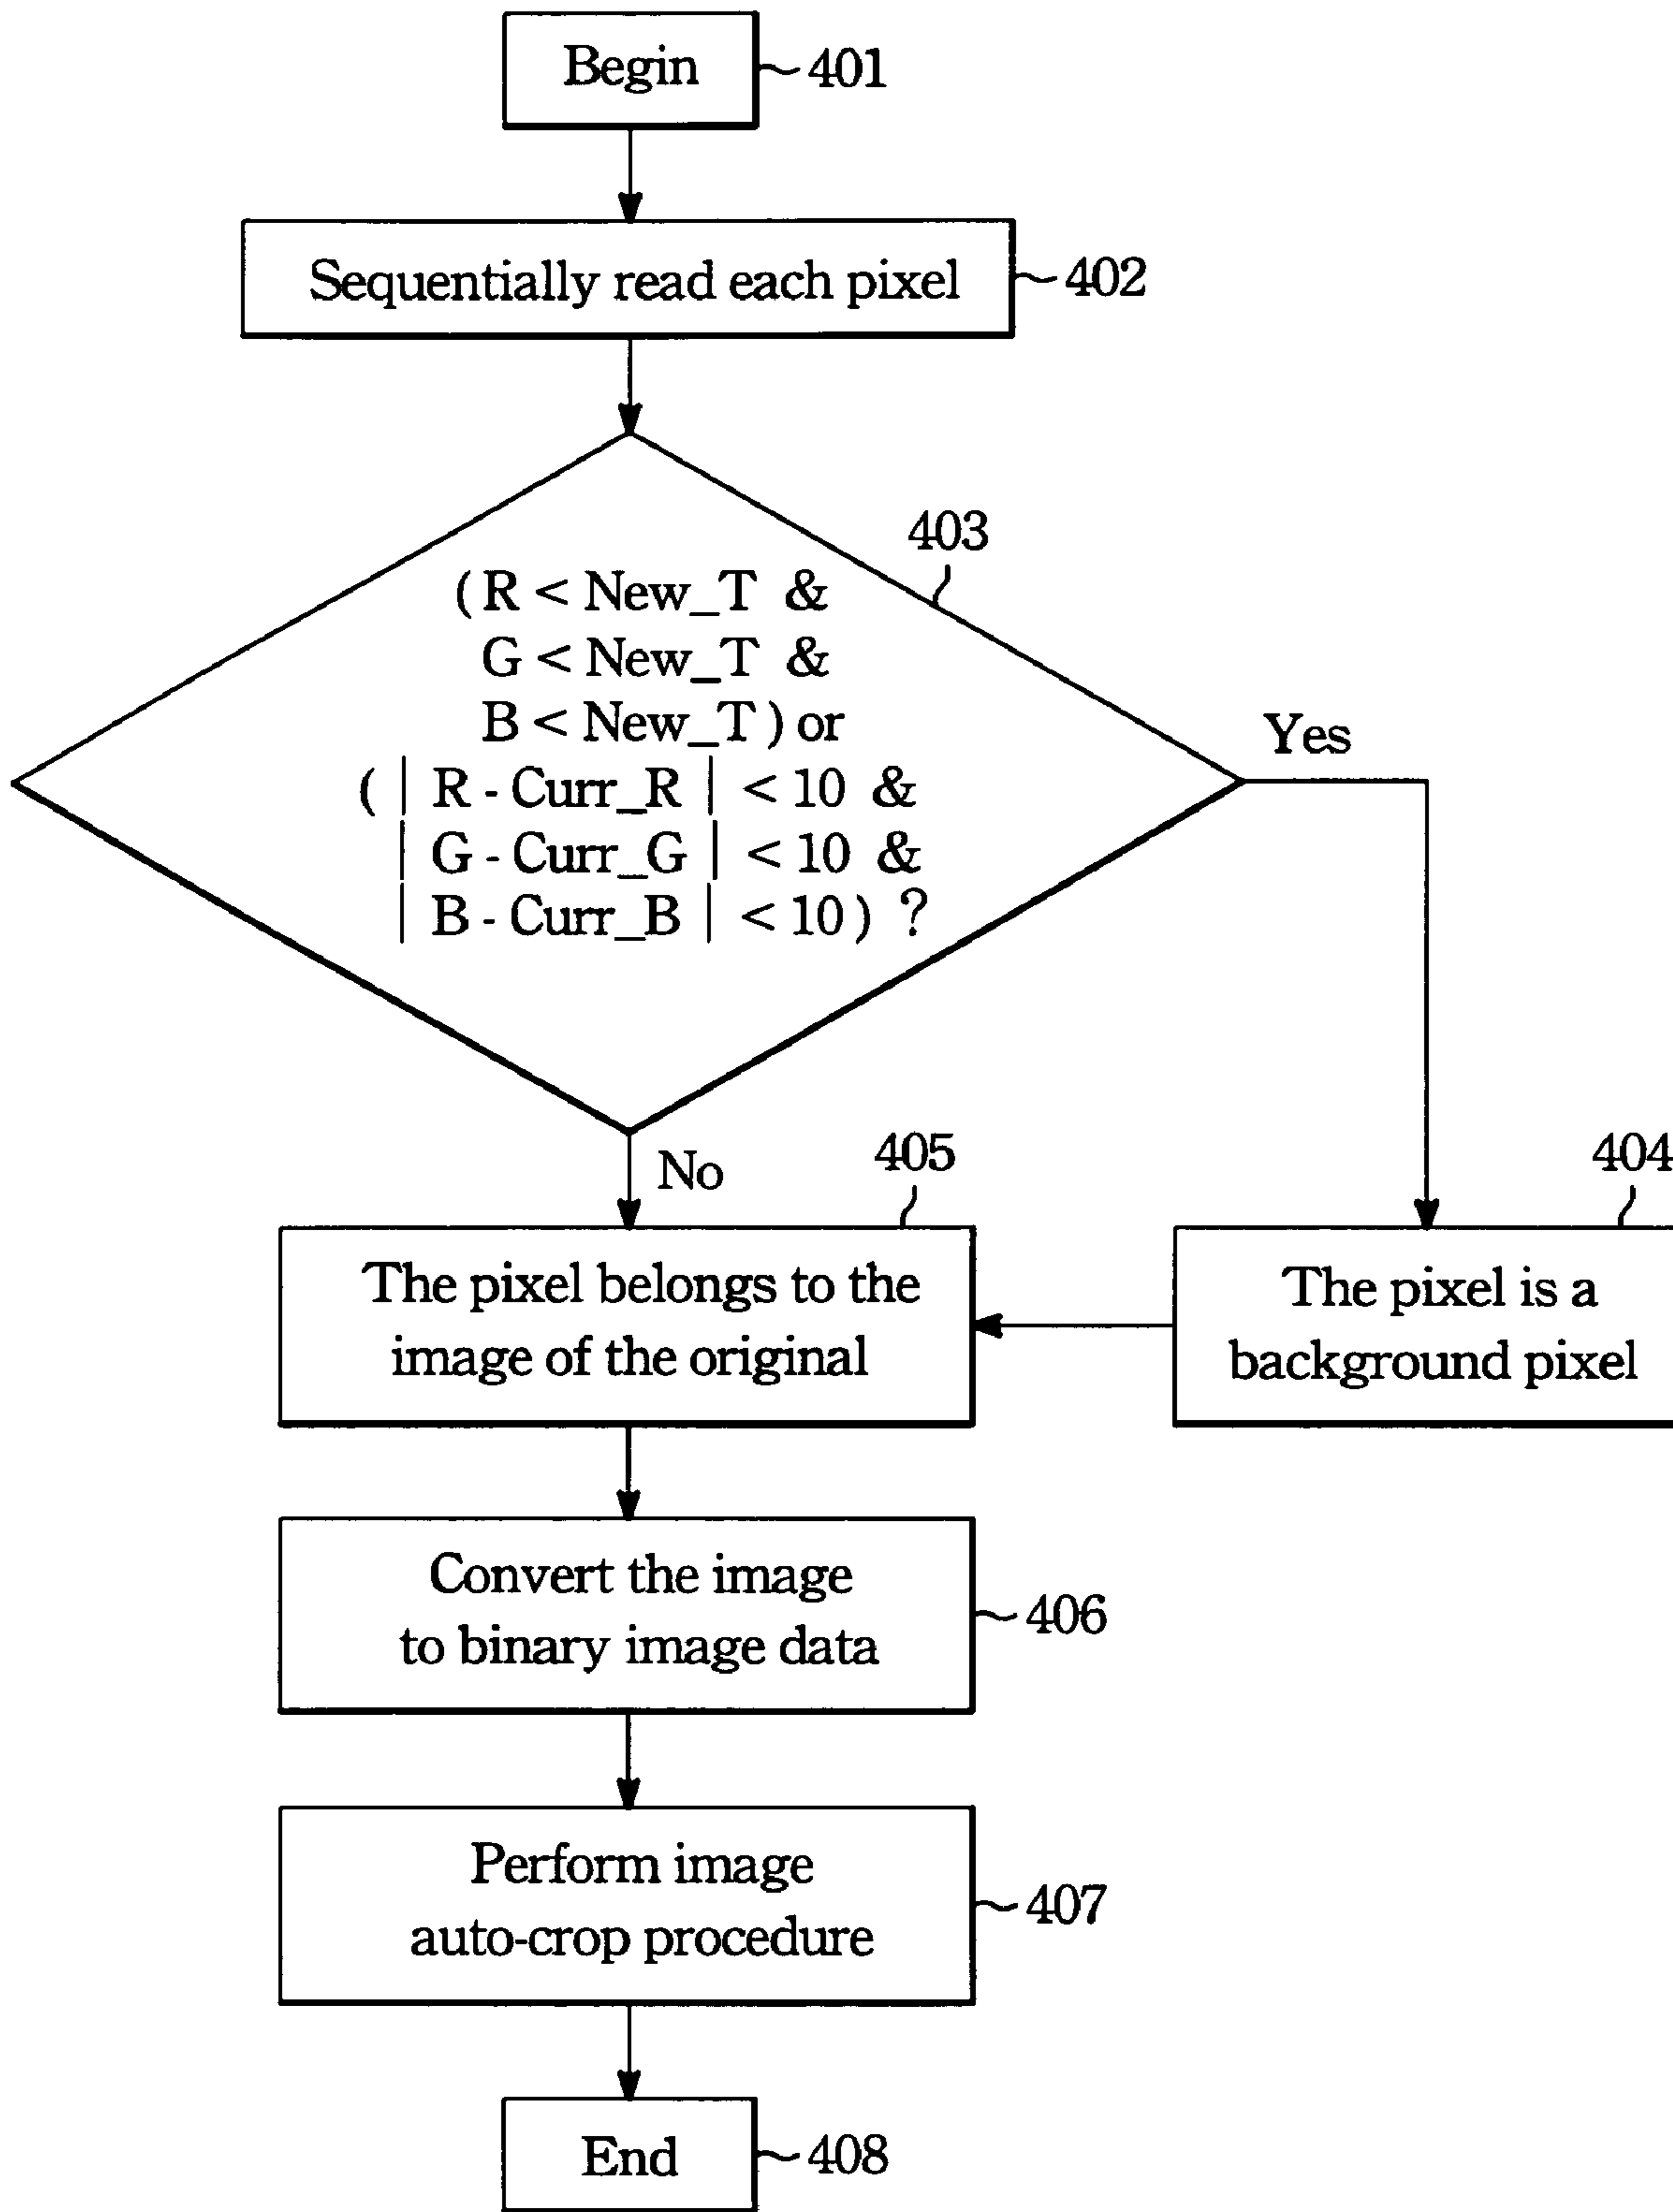 Begin
401
Sequentially read each pixel
402
403
( R < New_T &
G < New_T &
B < New_T ) or
( | R - Curr_R | < 10 &
| G - Curr_G | < 10 &
| B - Curr_B | < 10 ) ?
Yes
No
405
404
The pixel belongs to the
image of the original
The pixel is a
background pixel
Convert the image
to binary image data
406
Perform image
auto-crop procedure
407
End
408